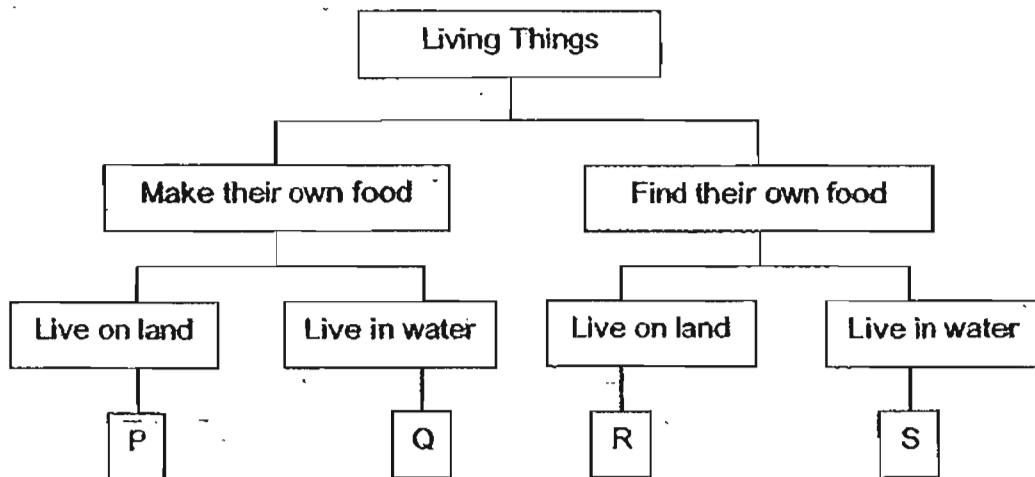 Living Things
Make their own food
Find their own food
Live on land
Live in water
Live on land
Live in water
P
Q
R
S